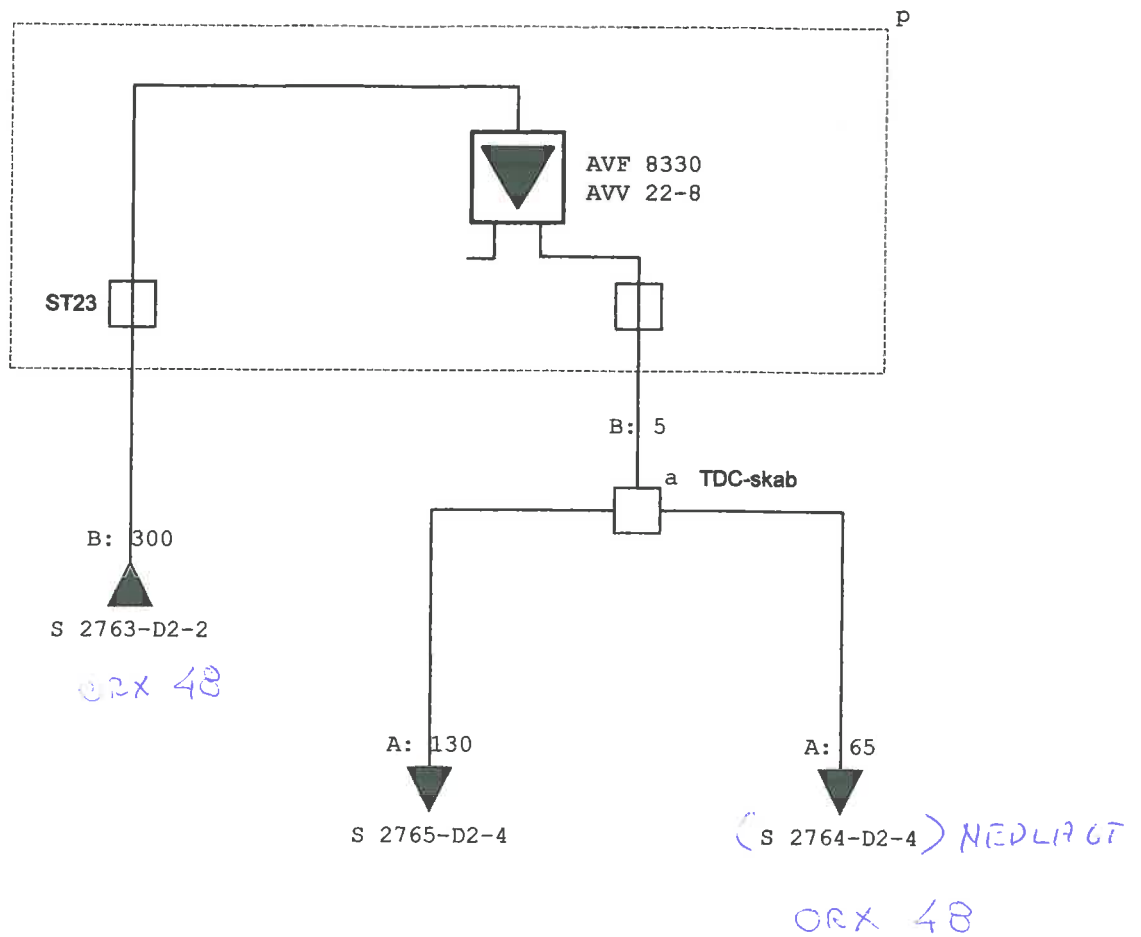 p
AVF 8330
AVV 22-8
ST23
B: 5
a TDC-skab
B: 300
S 2763-D2-2
ORX 48
A: 130
A: 65
S 2765-D2-4
(S 2764-D2-4) NEDLAGT
ORX 48